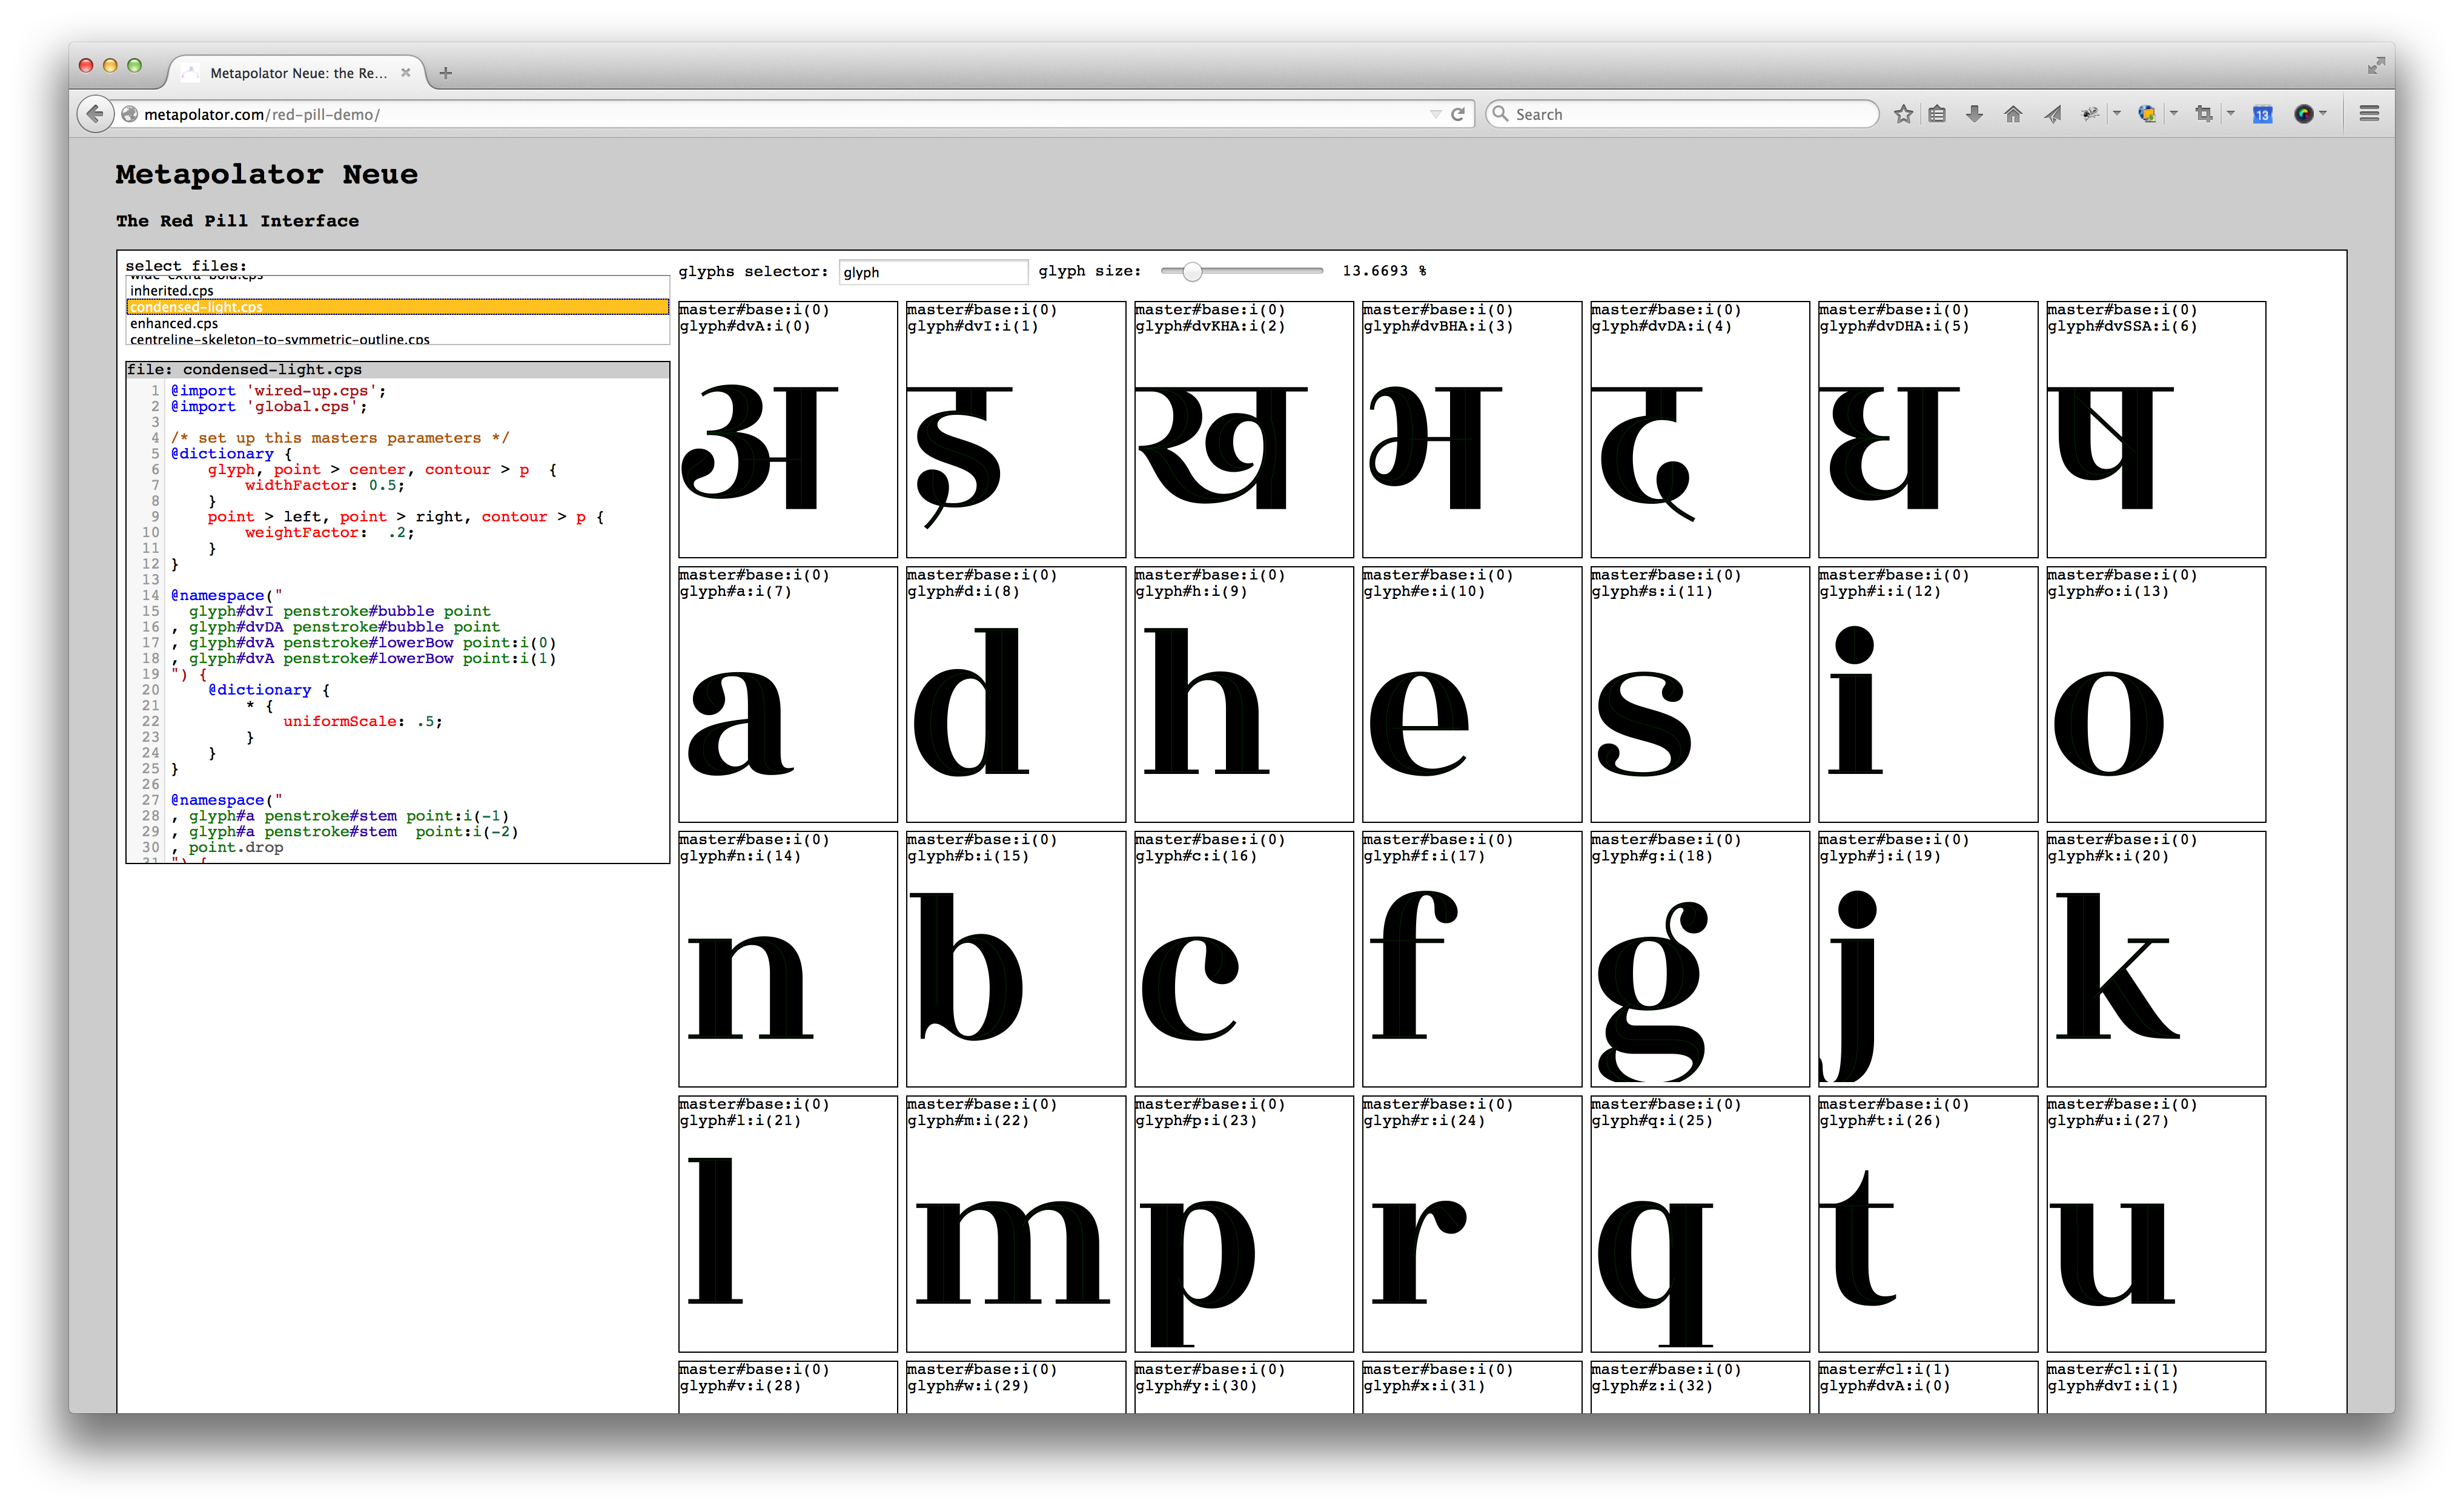 Metapolator Neue: the Re...
metapolator.com/red-pill-demo/
Search
13
Metapolator Neue
The Red Pill Interface
select files:
wide-extra-bold.cps
inherited.cps
condensed-light.cps
enhanced.cps
centreline-skeleton-to-symmetric-outline.cps
file: condensed-light.cps
1 @import 'wired-up.cps';
2 @import 'global.cps';
3
4 /* set up this masters parameters */
5 @dictionary {
6     glyph, point > center, contour > p  {
7         widthFactor: 0.5;
8     }
9     point > left, point > right, contour > p {
10         weightFactor:  .2;
11     }
12 }
13
14 @namespace("
15   glyph#dvI penstroke#bubble point
16 , glyph#dvDA penstroke#bubble point
17 , glyph#dvA penstroke#lowerBow point:i(0)
18 , glyph#dvA penstroke#lowerBow point:i(1)
19 ") {
20     @dictionary {
21         * {
22             uniformScale: .5;
23         }
24     }
25 }
26
27 @namespace("
28 , glyph#a penstroke#stem point:i(-1)
29 , glyph#a penstroke#stem  point:i(-2)
30 , point.drop
31 ") {
glyphs selector: glyph glyph size: 13.6693 %
master#base:i(0) master#base:i(0) master#base:i(0) master#base:i(0) master#base:i(0) master#base:i(0) master#base:i(0)
glyph#dvA:i(0) glyph#dvI:i(1) glyph#dvKHA:i(2) glyph#dvBHA:i(3) glyph#dvDA:i(4) glyph#dvDHA:i(5) glyph#dvSSA:i(6)
अ इ ख भ द ध ष
master#base:i(0) master#base:i(0) master#base:i(0) master#base:i(0) master#base:i(0) master#base:i(0) master#base:i(0)
glyph#a:i(7) glyph#d:i(8) glyph#h:i(9) glyph#e:i(10) glyph#s:i(11) glyph#i:i(12) glyph#o:i(13)
a d h e s i o
master#base:i(0) master#base:i(0) master#base:i(0) master#base:i(0) master#base:i(0) master#base:i(0) master#base:i(0)
glyph#n:i(14) glyph#b:i(15) glyph#c:i(16) glyph#f:i(17) glyph#g:i(18) glyph#j:i(19) glyph#k:i(20)
n b c f g j k
master#base:i(0) master#base:i(0) master#base:i(0) master#base:i(0) master#base:i(0) master#base:i(0) master#base:i(0)
glyph#l:i(21) glyph#m:i(22) glyph#p:i(23) glyph#r:i(24) glyph#q:i(25) glyph#t:i(26) glyph#u:i(27)
l m p r q t u
master#base:i(0) master#base:i(0) master#base:i(0) master#base:i(0) master#base:i(0) master#cl:i(1) master#cl:i(1)
glyph#v:i(28) glyph#w:i(29) glyph#y:i(30) glyph#x:i(31) glyph#z:i(32) glyph#dvA:i(0) glyph#dvI:i(1)